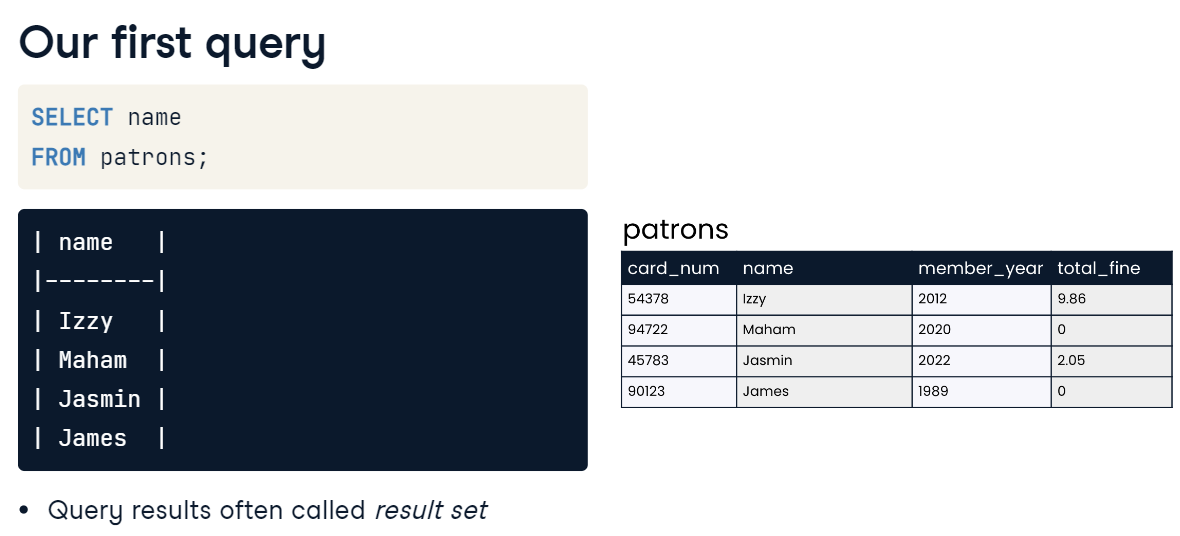 Our first query
SELECT name
FROM patrons;
| name   |
|--------|
| Izzy   |
| Maham  |
| Jasmin |
| James  |
patrons
card_num name member_year total_fine
54378 Izzy 2012 9.86
94722 Maham 2020 0
45783 Jasmin 2022 2.05
90123 James 1989 0
• Query results often called result set